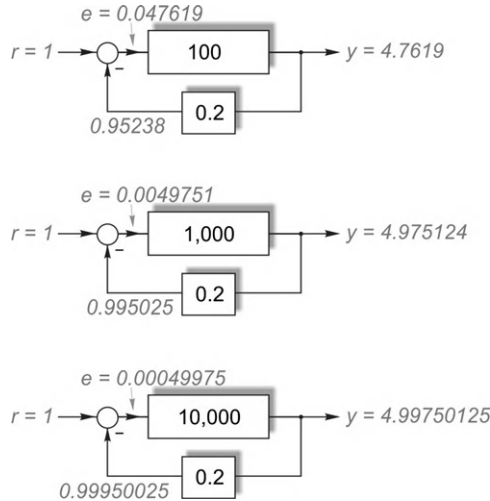 e = 0.047619
r = 1
100
y = 4.7619
-
0.2
0.95238
e = 0.0049751
r = 1
1,000
y = 4.975124
-
0.2
0.995025
e = 0.00049975
r = 1
10,000
y = 4.99750125
-
0.2
0.99950025